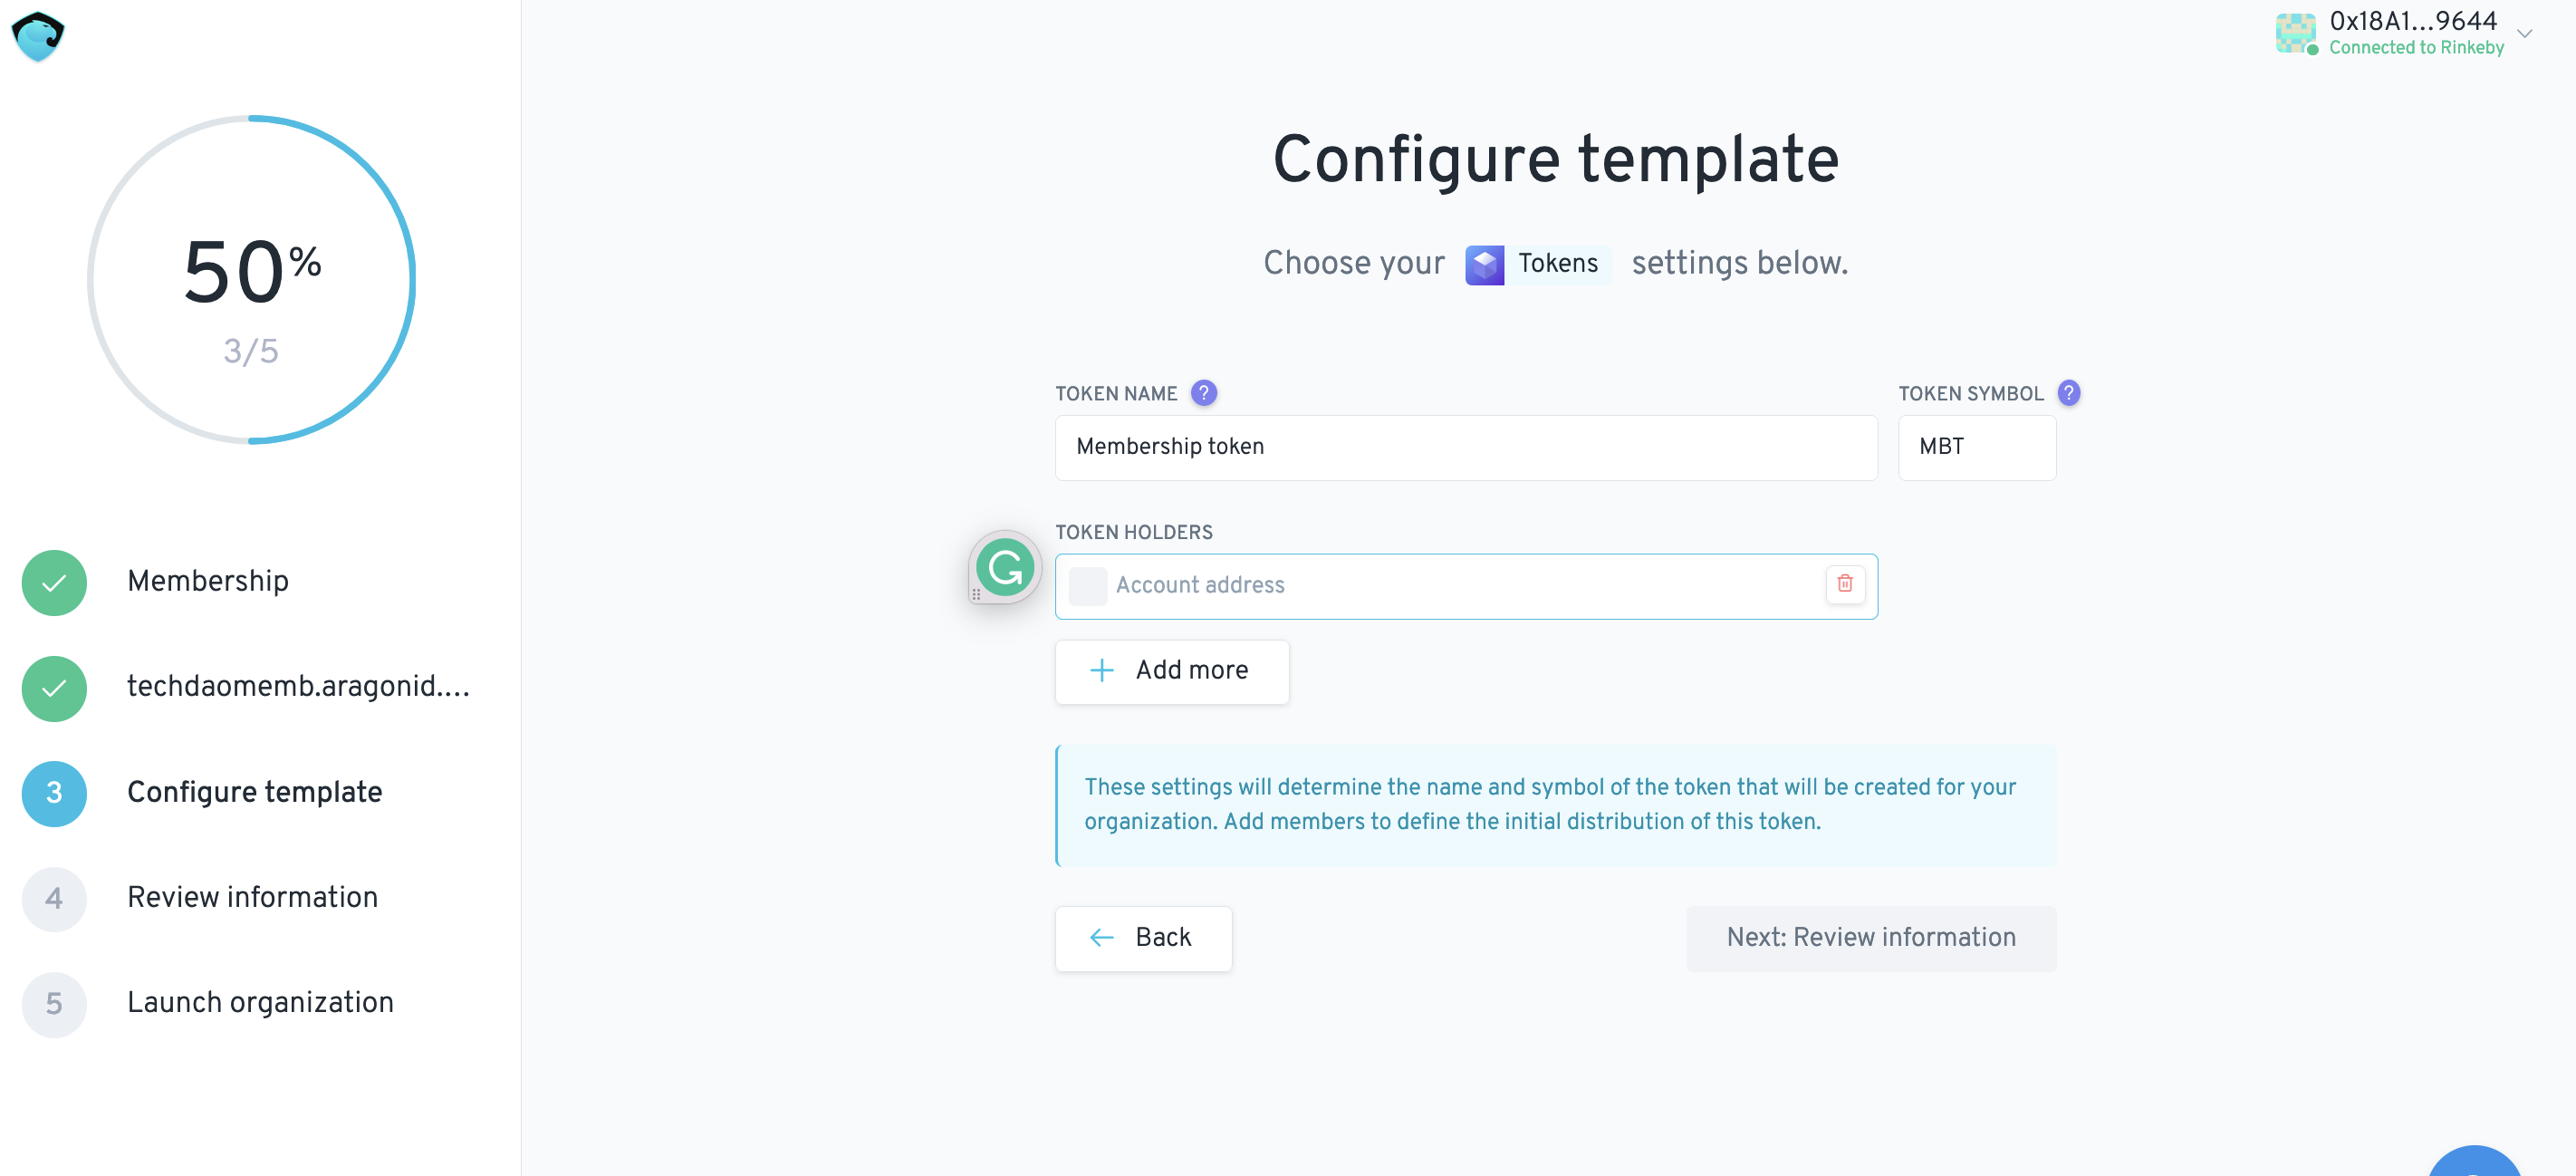 0x18A1...9644
Connected to Rinkeby
50%
3/5
Membership
techdaomemb.aragonid....
3 Configure template
4 Review information
5 Launch organization
Configure template
Choose your Tokens settings below.
TOKEN NAME ? TOKEN SYMBOL ?
Membership token MBT
TOKEN HOLDERS
Account address
+ Add more
These settings will determine the name and symbol of the token that will be created for your
organization. Add members to define the initial distribution of this token.
← Back Next: Review information